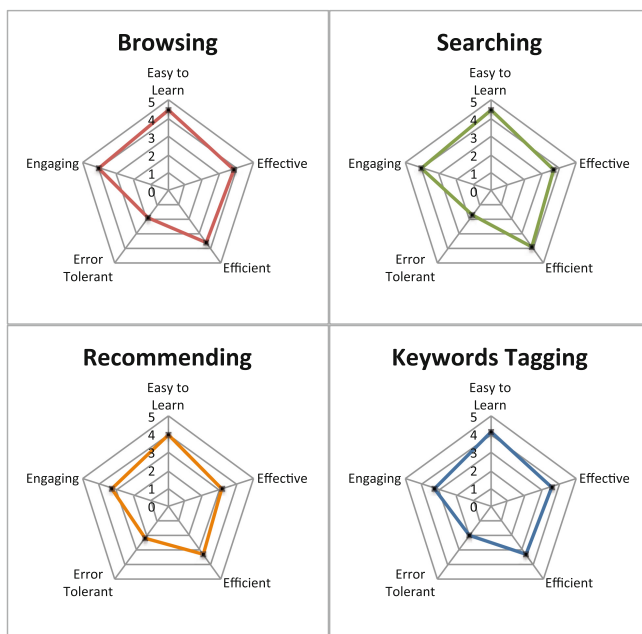 Browsing
Easy to
Learn
5
4
3
2
1
0
Engaging
Effective
Error
Tolerant
Efficient
Searching
Easy to
Learn
5
4
3
2
1
0
Engaging
Effective
Error
Tolerant
Efficient
Recommending
Easy to
Learn
5
4
3
2
1
0
Engaging
Effective
Error
Tolerant
Efficient
Keywords Tagging
Easy to
Learn
5
4
3
2
1
0
Engaging
Effective
Error
Tolerant
Efficient